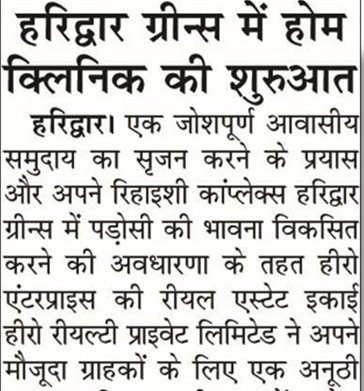 हरिद्वार ग्रीन्स में होम
क्लिनिक की शुरुआत
हरिद्वार। एक जोशपूर्ण आवासीय
समुदाय का सृजन करने के प्रयास
और अपने रिहाइशी कांप्लेक्स हरिद्वार
ग्रीन्स में पड़ोसी की भावना विकसित
करने की अवधारणा के तहत हीरो
एंटरप्राइस की रीयल एस्टेट इकाई
हीरो रीयल्टी प्राइवेट लिमिटेड ने अपने
मौजूदा ग्राहकों के लिए एक अनूठी